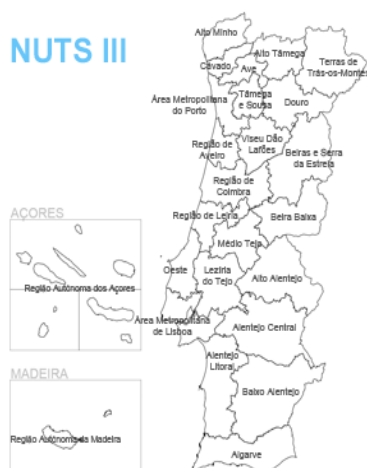 NUTS III
Alto Minho
Alto Tâmega
Terras de
Trás-os-Montes
Cávado
Ave
Área Metropolitana
do Porto
Tâmega
e Sousa
Douro
Região de
Aveiro
Viseu Dão
Lafões
Beiras e Serra
da Estrela
Região de
Coimbra
Região de Leiria
Beira Baixa
Médio Tejo
Oeste
Lezíria
do Tejo
Alto Alentejo
Área Metropolitana
de Lisboa
Alentejo Central
Alentejo
Litoral
Baixo Alentejo
Algarve
AÇORES
Região Autónoma dos Açores
MADEIRA
Região Autónoma da Madeira